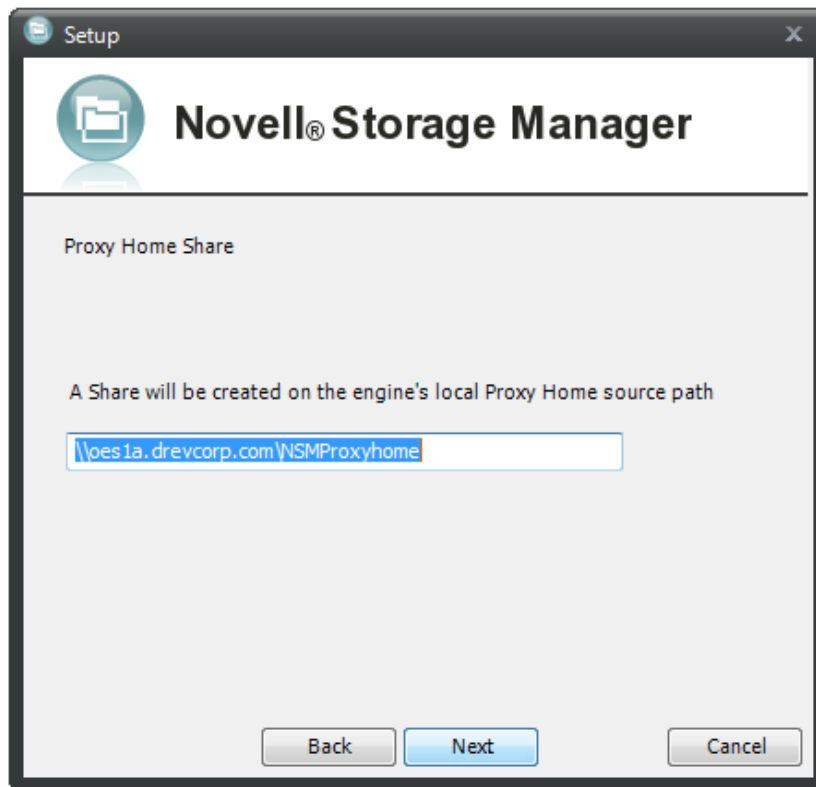 Setup
Novell® Storage Manager
Proxy Home Share
A Share will be created on the engine's local Proxy Home source path
\\oes1a.drevcorp.com\NSMProxyhome
Back Next Cancel